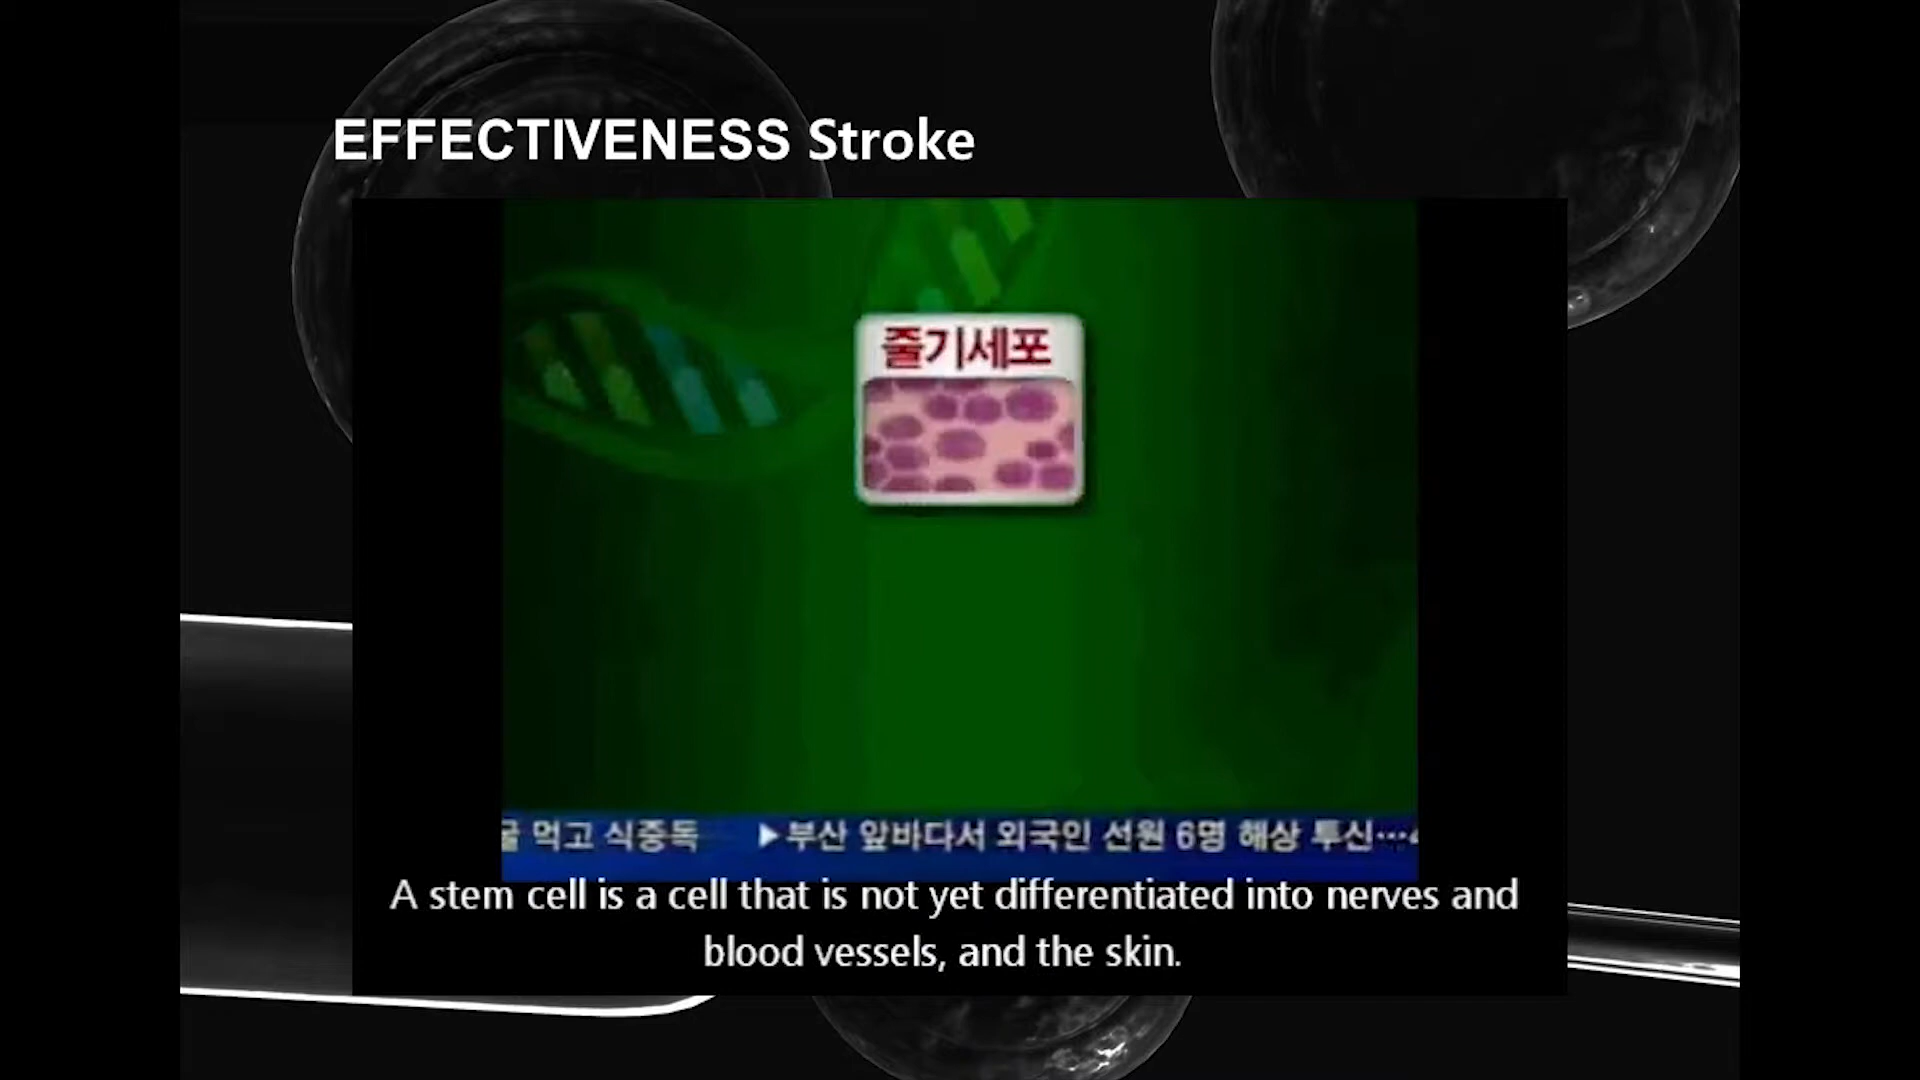 EFFECTIVENESS Stroke
줄기세포
먹고 식중독 ▶부산 앞바다서 외국인 선원 6명 해상 투신…
A stem cell is a cell that is not yet differentiated into nerves and
blood vessels, and the skin.